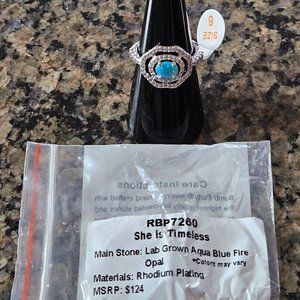 SIZE
6
Care Instructions
RBP7260
She Is Timeless
Main Stone: Lab Grown Aqua Blue Fire
Opal *Colors may vary
Materials: Rhodium Plating
MSRP: $124